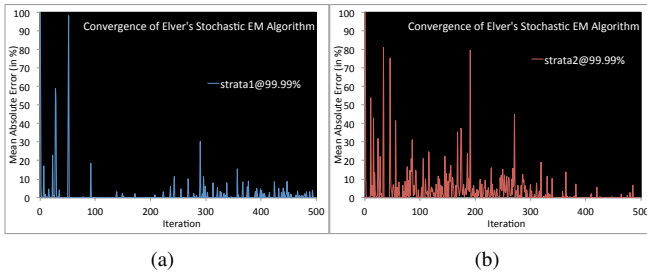 Convergence of Elver's Stochastic EM Algorithm
strata1@99.99%
Mean Absolute Error (in %)
100
90
80
70
60
50
40
30
20
10
0
0 100 200 300 400 500
Iteration
(a)
Convergence of Elver's Stochastic EM Algorithm
strata2@99.99%
Mean Absolute Error (in %)
100
90
80
70
60
50
40
30
20
10
0
0 100 200 300 400 500
Iteration
(b)